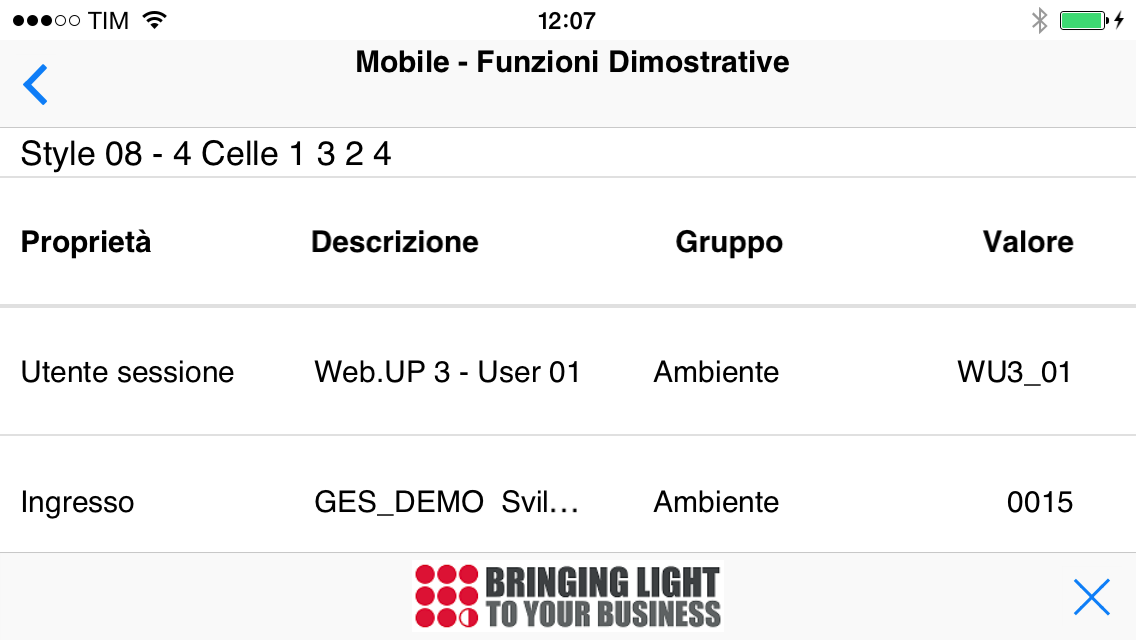 TIM 12:07
Mobile - Funzioni Dimostrative
Style 08 - 4 Celle 1 3 2 4
Proprietà Descrizione Gruppo Valore
Utente sessione Web.UP 3 - User 01 Ambiente WU3_01
Ingresso GES_DEMO Svil... Ambiente 0015
BRINGING LIGHT
TO YOUR BUSINESS